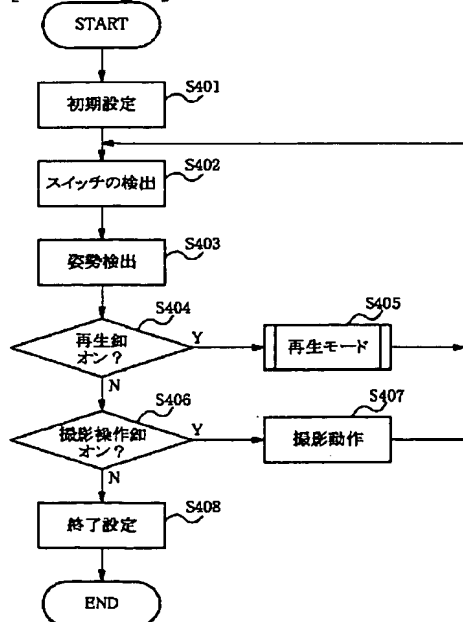 START
S401
初期設定
S402
スイッチの検出
S403
姿勢検出
S404
再生釦
オン?
Y
S405
再生モード
N
S406
撮影操作釦
オン?
Y
S407
撮影動作
N
S408
終了設定
END